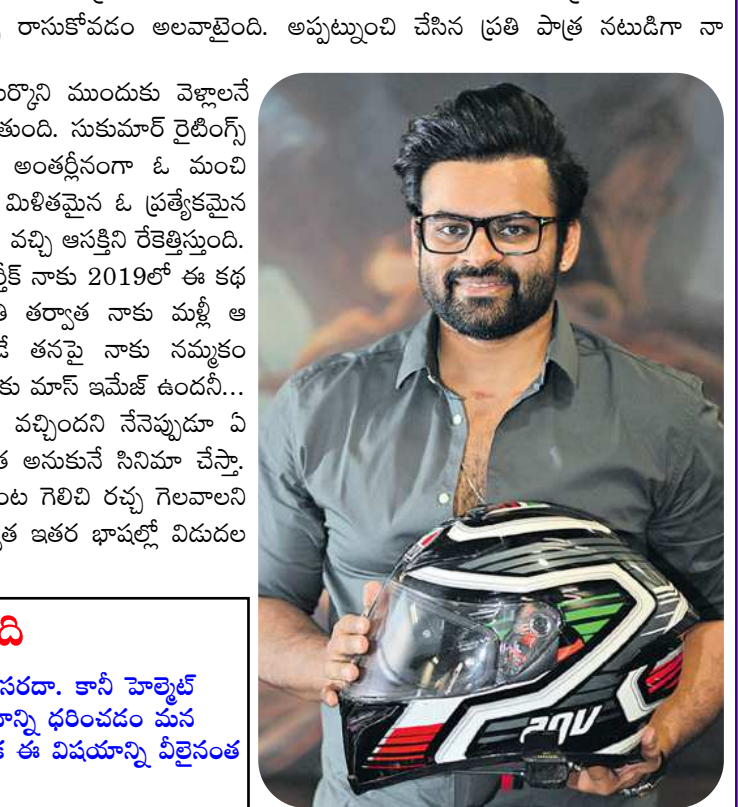 రాసుకోవడం అలవాటైంది. అప్పట్నుంచి చేసిన ప్రతి పాత్ర నటుడిగా నా
ముందుకు వెళ్లాలనే
సుకుమార్ రైటింగ్స్
అంతర్లీనంగా ఓ మంచి
మిళితమైన ఓ ప్రత్యేకమైన
వచ్చి ఆసక్తిని రేకెత్తిస్తుంది.
నాకు 2019లో ఈ కథ
తర్వాత నాకు మళ్లీ ఆ
తనపై నాకు నమ్మకం
మాస్ ఇమేజ్ ఉందనీ...
వచ్చిందని నేనెప్పుడూ ఏ
అనుకునే సినిమా చేస్తా.
గెలిచి రచ్చ గెలవాలని
ఇతర భాషల్లో విడుదల
సరదా. కానీ హెల్మెట్
ధరించడం మన
ఈ విషయాన్ని వీలైనంత
AGV